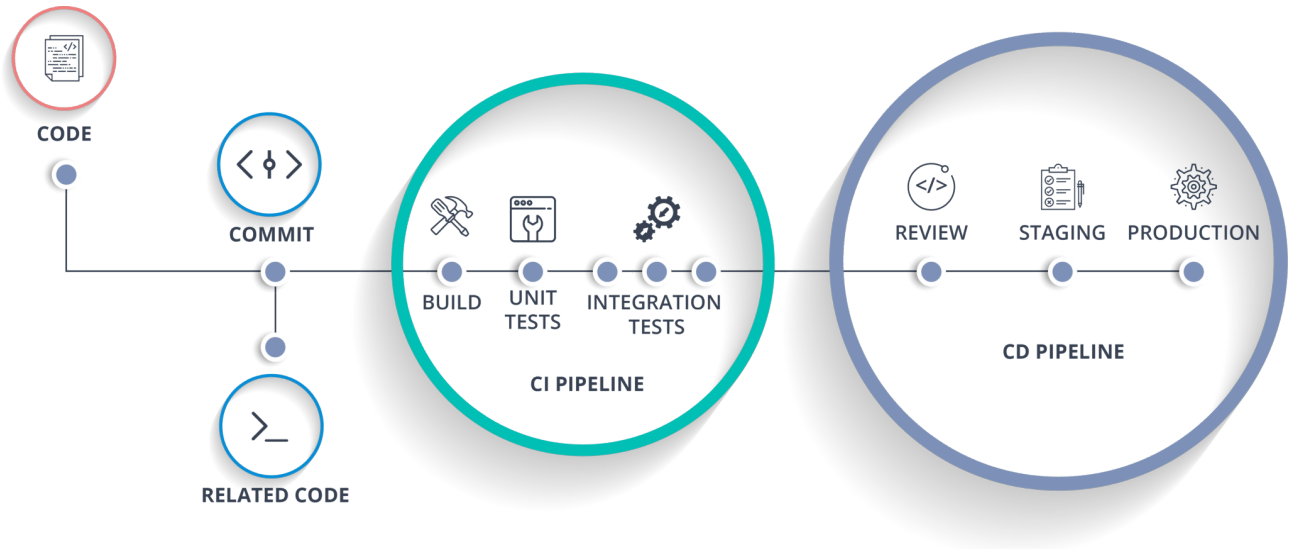 CODE
COMMIT
RELATED CODE
BUILD
UNIT
TESTS
INTEGRATION
TESTS
CI PIPELINE
REVIEW
STAGING
PRODUCTION
CD PIPELINE